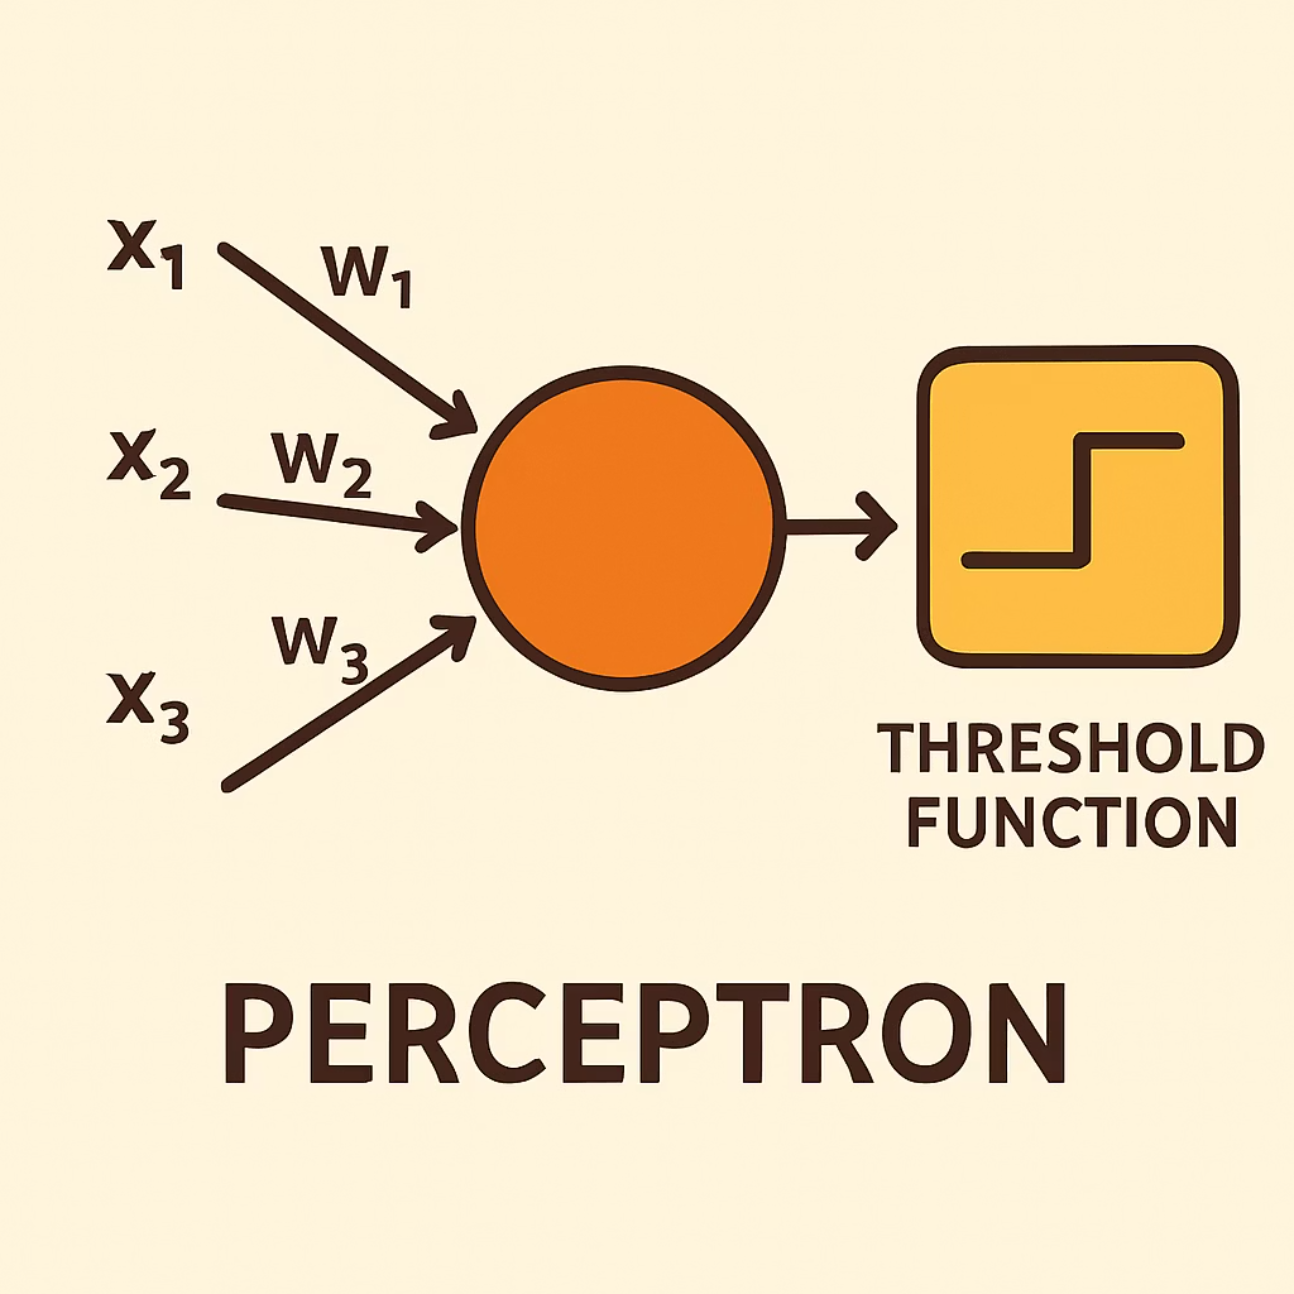 x₁
w₁
x₂
w₂
w₃
x₃
THRESHOLD
FUNCTION
PERCEPTRON